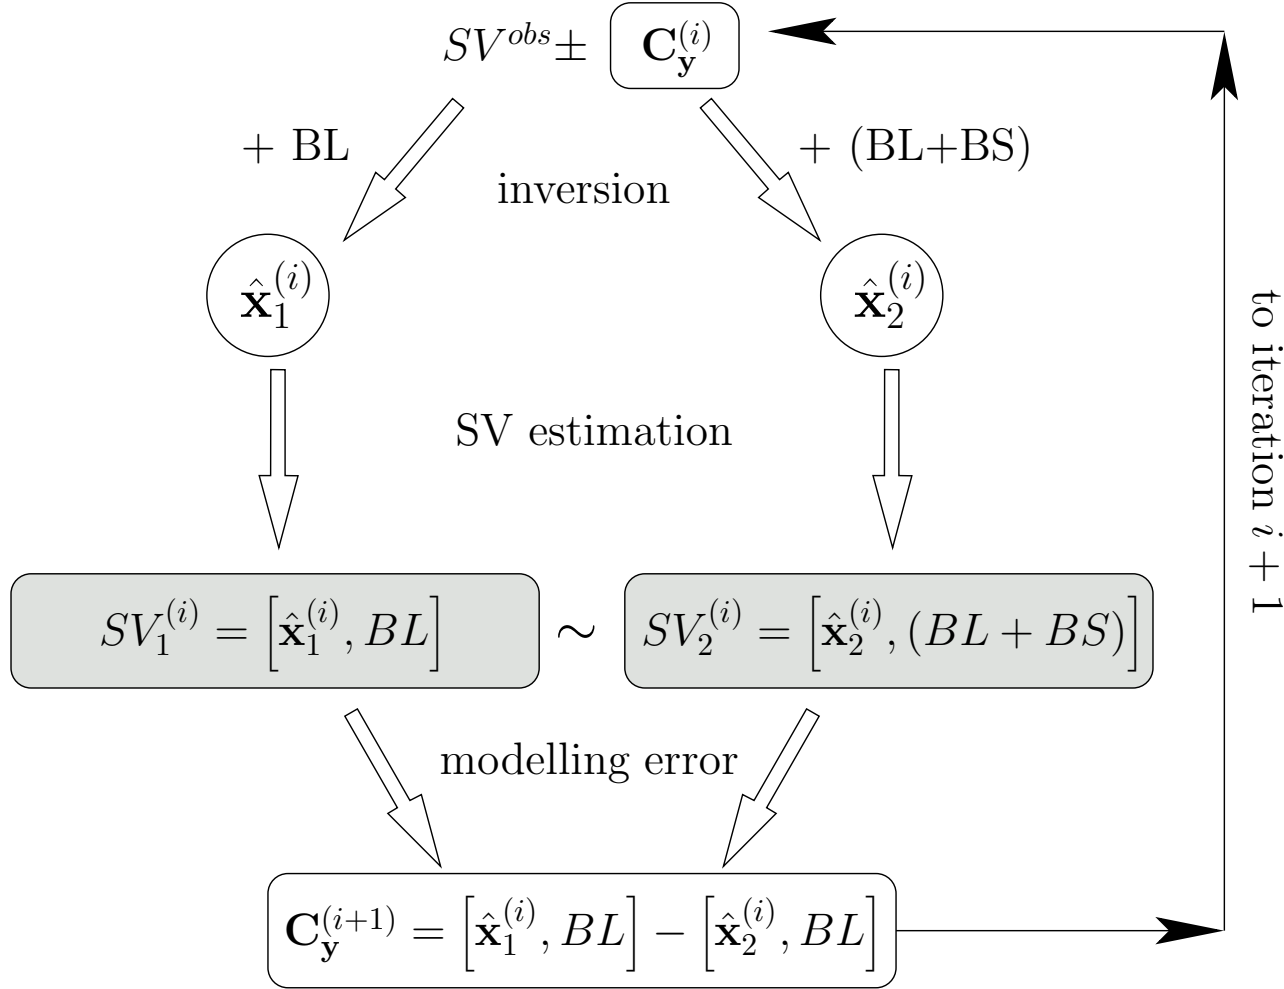 SV^{obs} ± C_y^{(i)}
+ BL
+ (BL+BS)
inversion
x̂_1^{(i)}
x̂_2^{(i)}
SV estimation
SV_1^{(i)} = [x̂_1^{(i)}, BL] ∼ SV_2^{(i)} = [x̂_2^{(i)}, (BL + BS)]
modelling error
C_y^{(i+1)} = [x̂_1^{(i)}, BL] − [x̂_2^{(i)}, BL]
to iteration i + 1